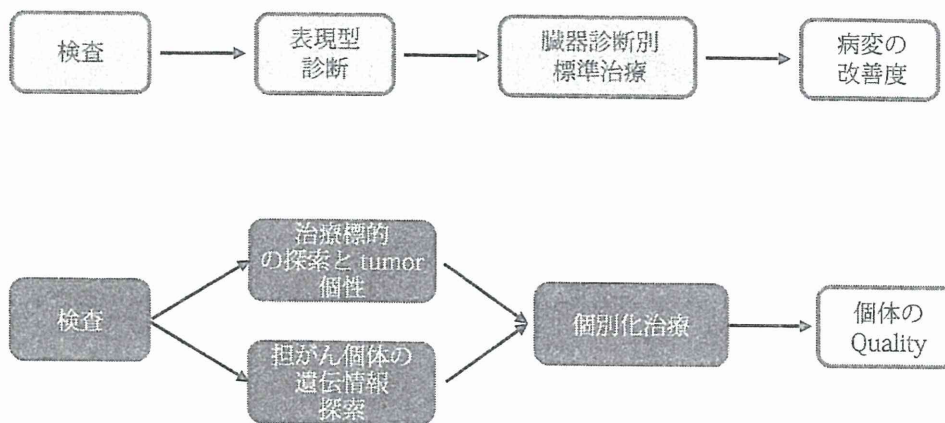 検査
表現型
診断
臓器診断別
標準治療
病変の
改善度
検査
治療標的
の探索と tumor
個性
担がん個体の
遺伝情報
探索
個別化治療
個体の
Quality